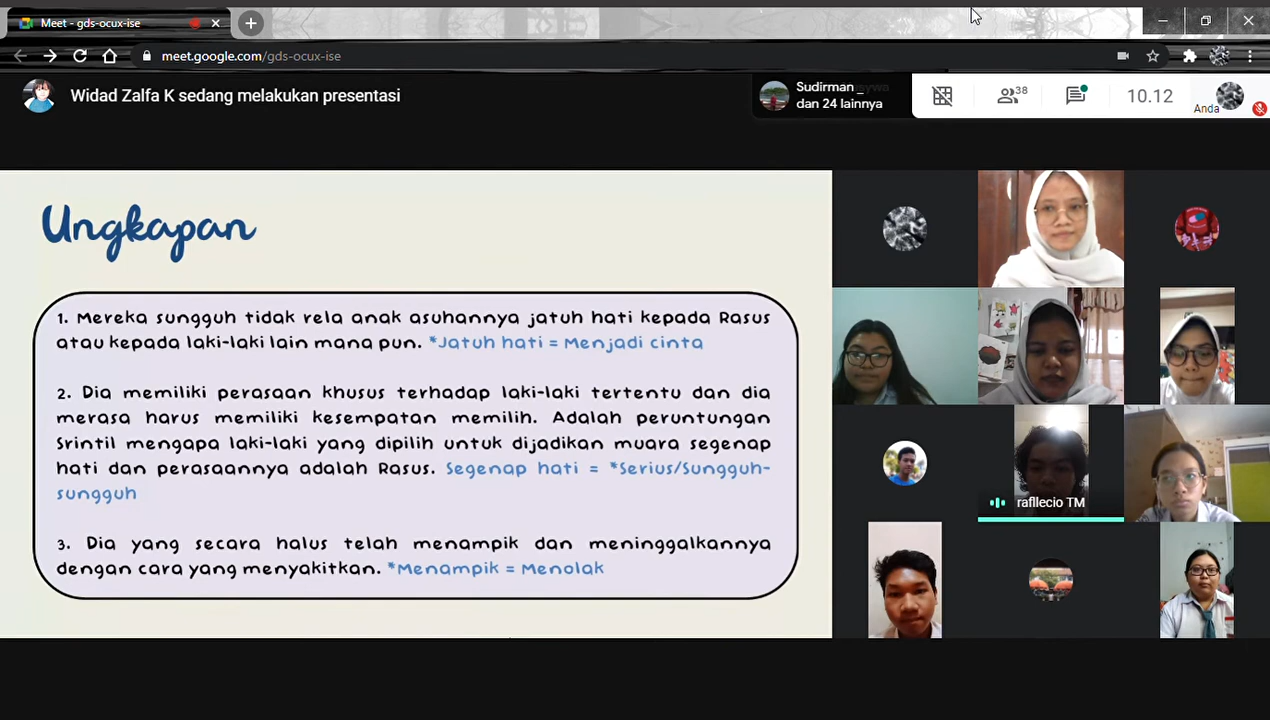 Meet - gds-ocux-ise
meet.google.com/gds-ocux-ise
Widad Zalfa K sedang melakukan presentasi
Sudirman _
dan 24 lainnya
38
10.12
Anda
Ungkapan
1. Mereka sungguh tidak rela anak asuhannya jatuh hati kepada Rasus
atau kepada laki-laki lain mana pun. *Jatuh hati = Menjadi cinta
2. Dia memiliki perasaan khusus terhadap laki-laki tertentu dan dia
merasa harus memiliki kesempatan memilih. Adalah peruntungan
Srintil mengapa laki-laki yang dipilih untuk dijadikan muara segenap
hati dan perasaannya adalah Rasus. Segenap hati = *Serius/Sungguh-
sungguh
3. Dia yang secara halus telah menampik dan meninggalkannya
dengan cara yang menyakitkan. *Menampik = Menolak
rafllecio TM